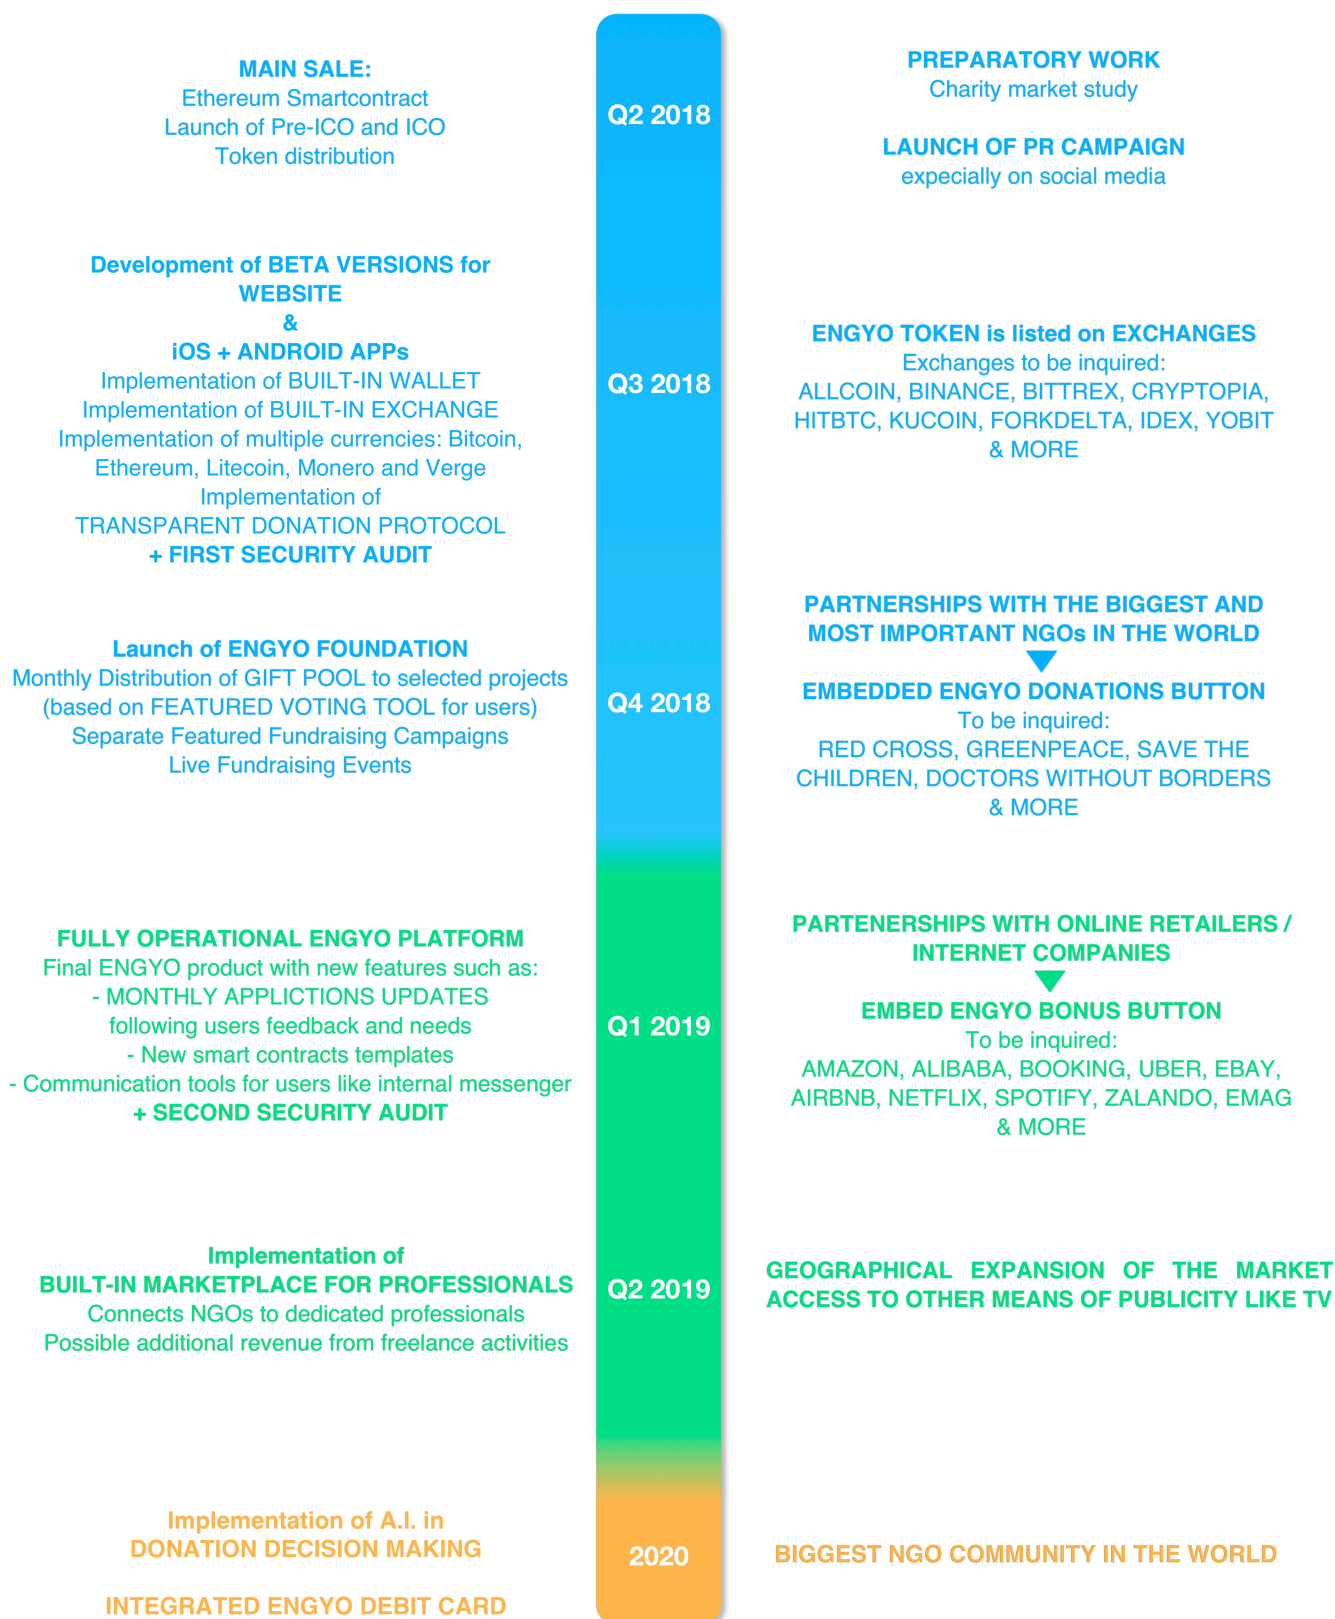 MAIN SALE:
Ethereum Smartcontract
Launch of Pre-ICO and ICO
Token distribution
Q2 2018
PREPARATORY WORK
Charity market study
LAUNCH OF PR CAMPAIGN
expecially on social media
Development of BETA VERSIONS for
WEBSITE
&
iOS + ANDROID APPs
Implementation of BUILT-IN WALLET
Implementation of BUILT-IN EXCHANGE
Implementation of multiple currencies: Bitcoin,
Ethereum, Litecoin, Monero and Verge
Implementation of
TRANSPARENT DONATION PROTOCOL
+ FIRST SECURITY AUDIT
Q3 2018
ENGYO TOKEN is listed on EXCHANGES
Exchanges to be inquired:
ALLCOIN, BINANCE, BITTREX, CRYPTOPIA,
HITBTC, KUCOIN, FORKDELTA, IDEX, YOBIT
& MORE
Launch of ENGYO FOUNDATION
Monthly Distribution of GIFT POOL to selected projects
(based on FEATURED VOTING TOOL for users)
Separate Featured Fundraising Campaigns
Live Fundraising Events
Q4 2018
PARTNERSHIPS WITH THE BIGGEST AND
MOST IMPORTANT NGOs IN THE WORLD
EMBEDDED ENGYO DONATIONS BUTTON
To be inquired:
RED CROSS, GREENPEACE, SAVE THE
CHILDREN, DOCTORS WITHOUT BORDERS
& MORE
FULLY OPERATIONAL ENGYO PLATFORM
Final ENGYO product with new features such as:
- MONTHLY APPLICTIONS UPDATES
following users feedback and needs
- New smart contracts templates
- Communication tools for users like internal messenger
+ SECOND SECURITY AUDIT
Q1 2019
PARTENERSHIPS WITH ONLINE RETAILERS /
INTERNET COMPANIES
EMBED ENGYO BONUS BUTTON
To be inquired:
AMAZON, ALIBABA, BOOKING, UBER, EBAY,
AIRBNB, NETFLIX, SPOTIFY, ZALANDO, EMAG
& MORE
Implementation of
BUILT-IN MARKETPLACE FOR PROFESSIONALS
Connects NGOs to dedicated professionals
Possible additional revenue from freelance activities
Q2 2019
GEOGRAPHICAL EXPANSION OF THE MARKET
ACCESS TO OTHER MEANS OF PUBLICITY LIKE TV
Implementation of A.I. in
DONATION DECISION MAKING
INTEGRATED ENGYO DEBIT CARD
2020
BIGGEST NGO COMMUNITY IN THE WORLD